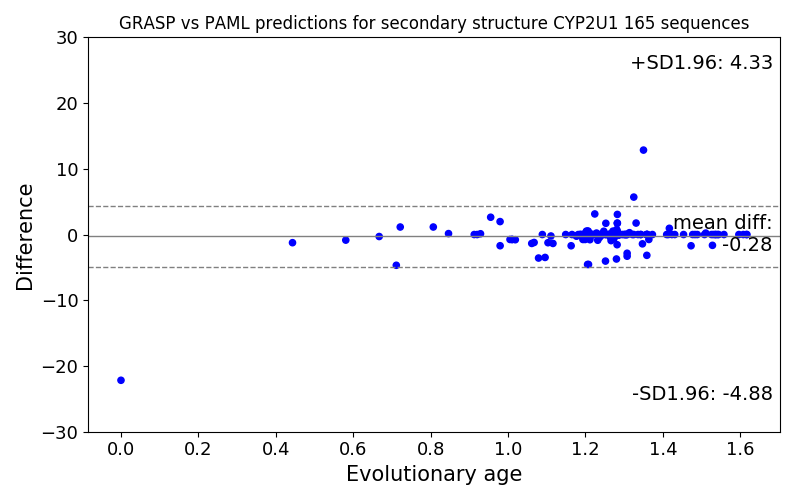 GRASP vs PAML predictions for secondary structure CYP2U1 165 sequences
30
+SD1.96: 4.33
20
10
mean diff:
0
-0.28
−10
−20
-SD1.96: -4.88
−30
0.0 0.2 0.4 0.6 0.8 1.0 1.2 1.4 1.6
Difference
Evolutionary age